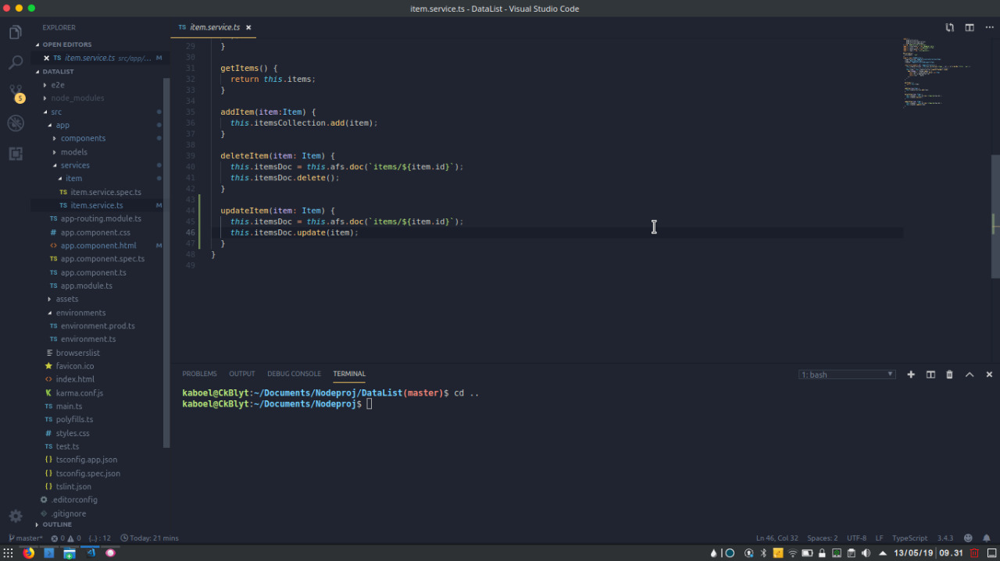 item.service.ts - DataList - Visual Studio Code
EXPLORER
OPEN EDITORS
TS item.service.ts src/app/... M
DATALIST
e2e
node_modules
src
app
components
models
services
item
TS item.service.spec.ts
TS item.service.ts M
TS app-routing.module.ts
app.component.css
<> app.component.html M
TS app.component.spec.ts
TS app.component.ts
TS app.module.ts
assets
environments
TS environment.prod.ts
TS environment.ts
browserslist
favicon.ico
<> index.html
karma.conf.js
TS main.ts
TS polyfills.ts
styles.css
TS test.ts
{} tsconfig.app.json
{} tsconfig.spec.json
{} tslint.json
.editorconfig
.gitignore
OUTLINE
5
TS item.service.ts
29 }
30
31 getItems() {
32 return this.items;
33 }
34
35 addItem(item:Item) {
36 this.itemsCollection.add(item);
37 }
38
39 deleteItem(item: Item) {
40 this.itemsDoc = this.afs.doc(`items/${item.id}`);
41 this.itemsDoc.delete();
42 }
43
44 updateItem(item: Item) {
45 this.itemsDoc = this.afs.doc(`items/${item.id}`);
46 this.itemsDoc.update(item);
47 }
48 }
49
PROBLEMS OUTPUT DEBUG CONSOLE TERMINAL 1: bash
kaboel@CkBlyt:~/Documents/Nodeproj/DataList(master)$ cd ..
kaboel@CkBlyt:~/Documents/Nodeproj$
master* 0 0 {..} : 12 Today: 21 mins Ln 46, Col 32 Spaces: 2 UTF-8 LF TypeScript 3.4.3
13/05/19 09.31